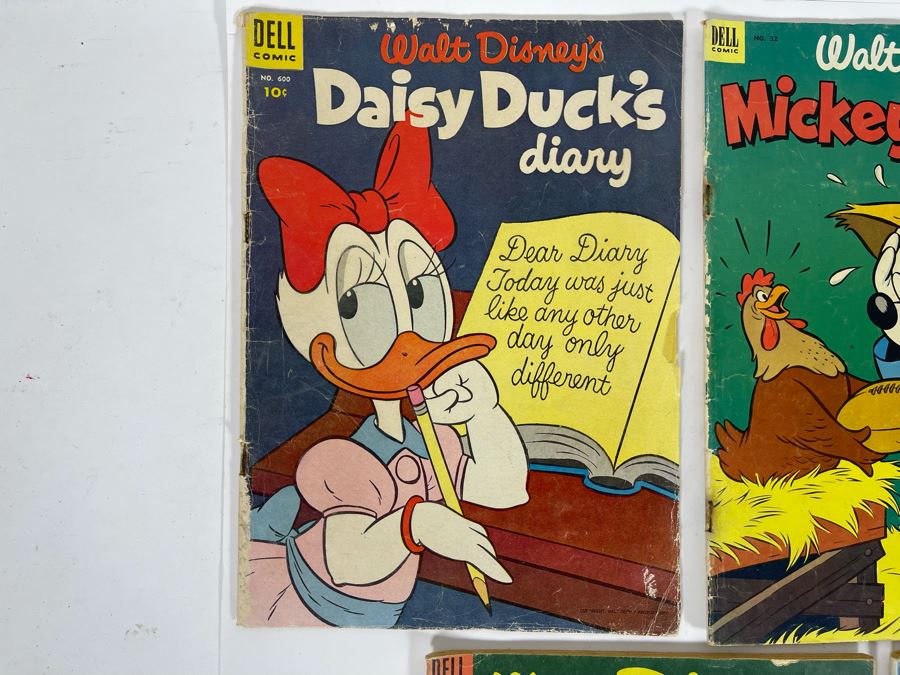 DELL
COMIC
NO. 600
10¢
Walt Disney's
Daisy Duck's
diary
Dear Diary
Today was just
like any other
day only
different
DELL
COMIC
NO. 32
Walt
Mickey
DELL